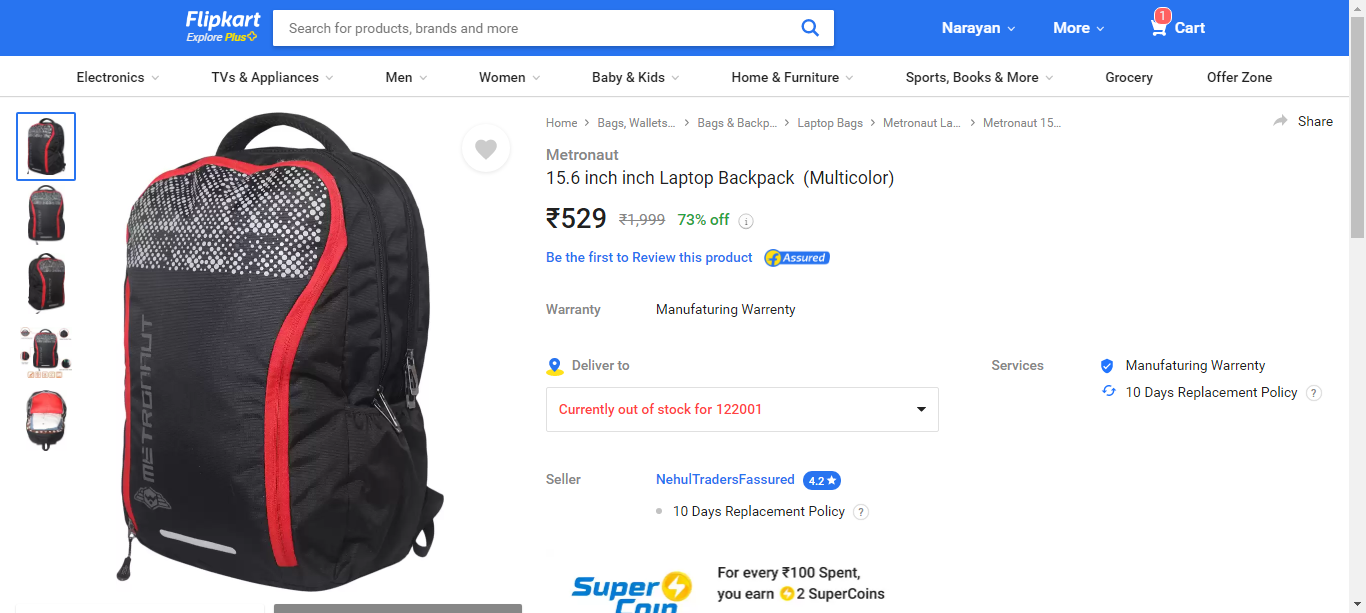 Flipkart
Explore Plus
Search for products, brands and more
Narayan
More
1
Cart
Electronics
TVs & Appliances
Men
Women
Baby & Kids
Home & Furniture
Sports, Books & More
Grocery
Offer Zone
Home > Bags, Wallets... > Bags & Backp... > Laptop Bags > Metronaut La... > Metronaut 15...
Share
Metronaut
15.6 inch inch Laptop Backpack (Multicolor)
₹529 ₹1,999 73% off i
Be the first to Review this product
f Assured
Warranty
Manufaturing Warrenty
Deliver to
Currently out of stock for 122001
Services
Manufaturing Warrenty
10 Days Replacement Policy ?
Seller
NehulTradersFassured
4.2★
10 Days Replacement Policy ?
Super
Coin
For every ₹100 Spent,
you earn 2 SuperCoins
METRONAUT